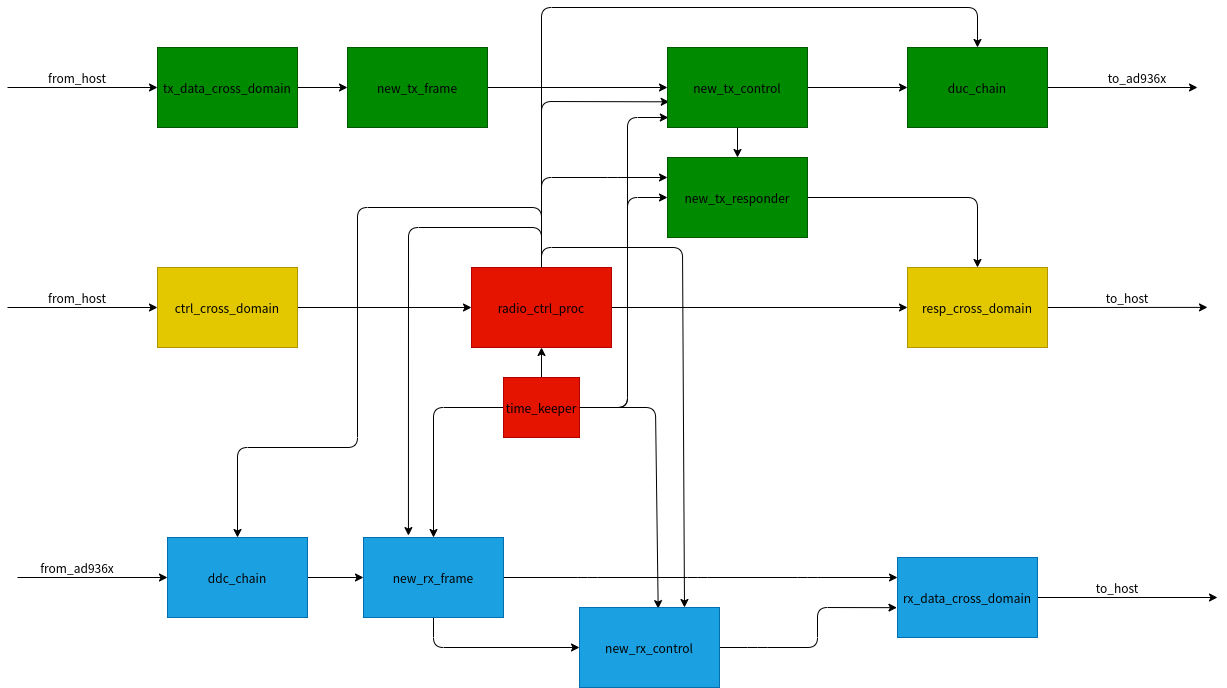 from_host
tx_data_cross_domain
new_tx_frame
new_tx_control
duc_chain
to_ad936x
new_tx_responder
from_host
ctrl_cross_domain
radio_ctrl_proc
resp_cross_domain
to_host
time_keeper
from_ad936x
ddc_chain
new_rx_frame
rx_data_cross_domain
to_host
new_rx_control